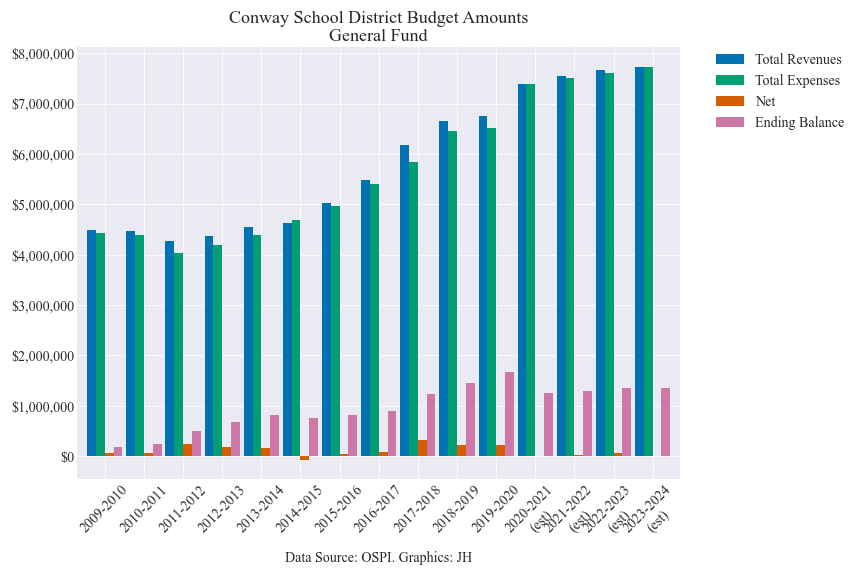 Conway School District Budget Amounts
General Fund
$8,000,000
$7,000,000
$6,000,000
$5,000,000
$4,000,000
$3,000,000
$2,000,000
$1,000,000
$0
Total Revenues
Total Expenses
Net
Ending Balance
2009-2010
2010-2011
2011-2012
2012-2013
2013-2014
2014-2015
2015-2016
2016-2017
2017-2018
2018-2019
2019-2020
2020-2021
(est)
2021-2022
(est)
2022-2023
(est)
2023-2024
(est)
Data Source: OSPI. Graphics: JH